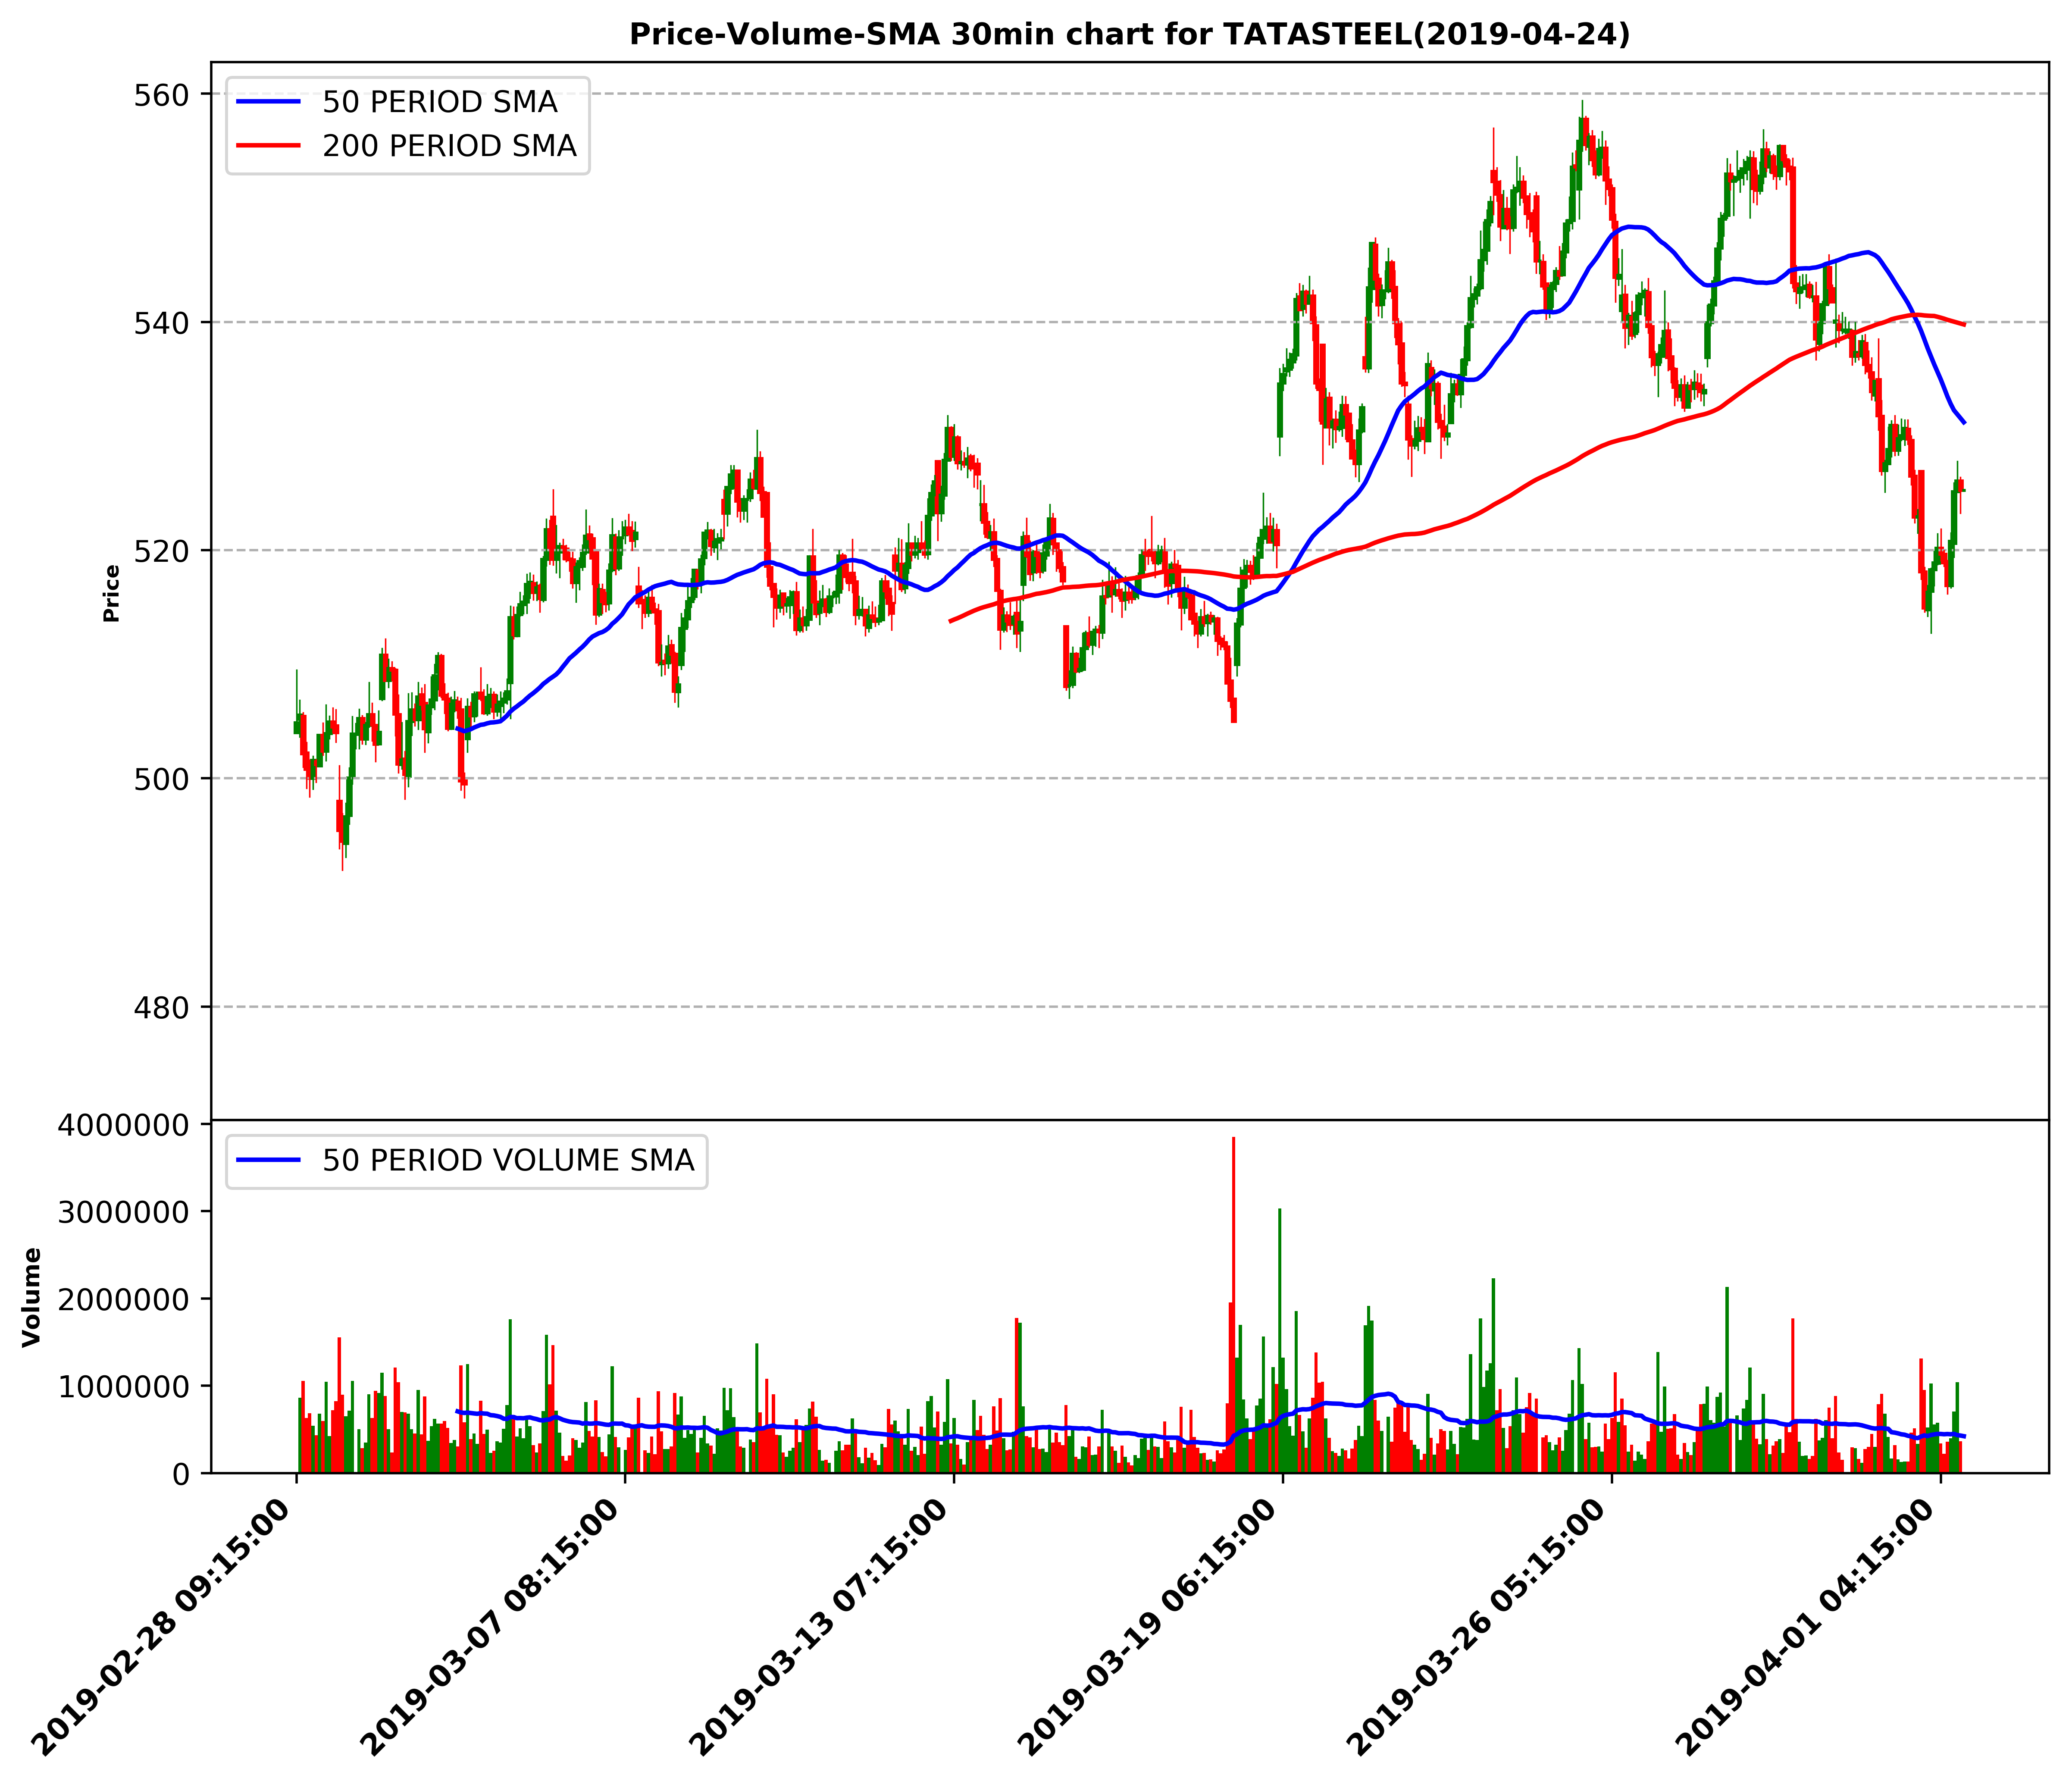 Price-Volume-SMA 30min chart for TATASTEEL(2019-04-24)
50 PERIOD SMA
200 PERIOD SMA
560
540
520
500
480
Price
50 PERIOD VOLUME SMA
4000000
3000000
2000000
1000000
0
Volume
2019-02-28 09:15:00
2019-03-07 08:15:00
2019-03-13 07:15:00
2019-03-19 06:15:00
2019-03-26 05:15:00
2019-04-01 04:15:00